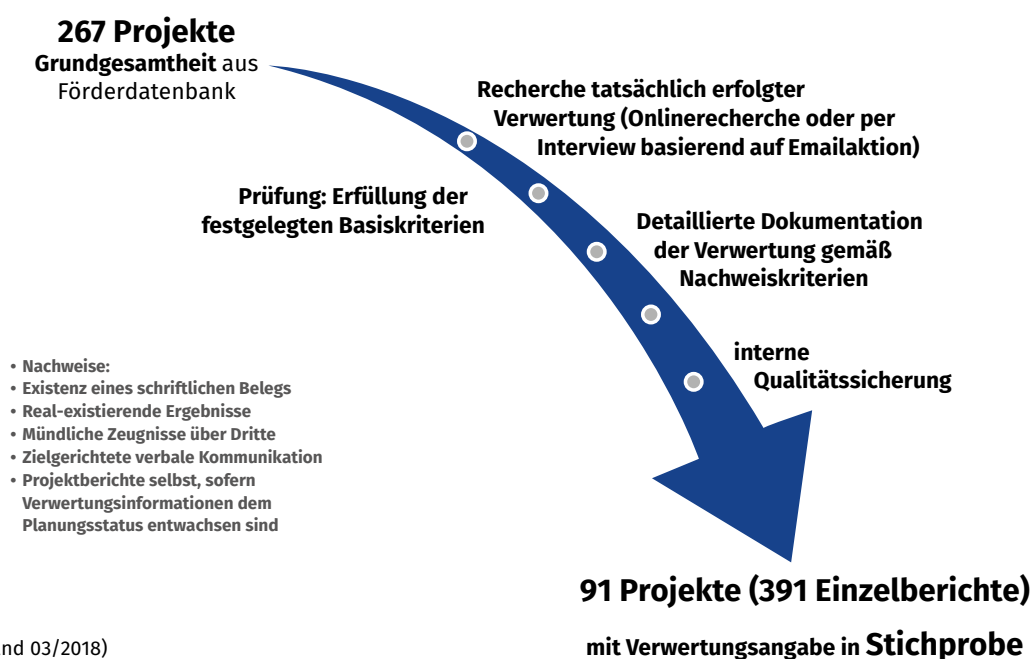 267 Projekte
Grundgesamtheit aus
Förderdatenbank
Recherche tatsächlich erfolgter
Verwertung (Onlinerecherche oder per
Interview basierend auf Emailaktion)
Prüfung: Erfüllung der
festgelegten Basiskriterien
Detaillierte Dokumentation
der Verwertung gemäß
Nachweiskriterien
interne
Qualitätssicherung
• Nachweise:
• Existenz eines schriftlichen Belegs
• Real-existierende Ergebnisse
• Mündliche Zeugnisse über Dritte
• Zielgerichtete verbale Kommunikation
• Projektberichte selbst, sofern
Verwertungsinformationen dem
Planungsstatus entwachsen sind
91 Projekte (391 Einzelberichte)
mit Verwertungsangabe in Stichprobe
nd 03/2018)